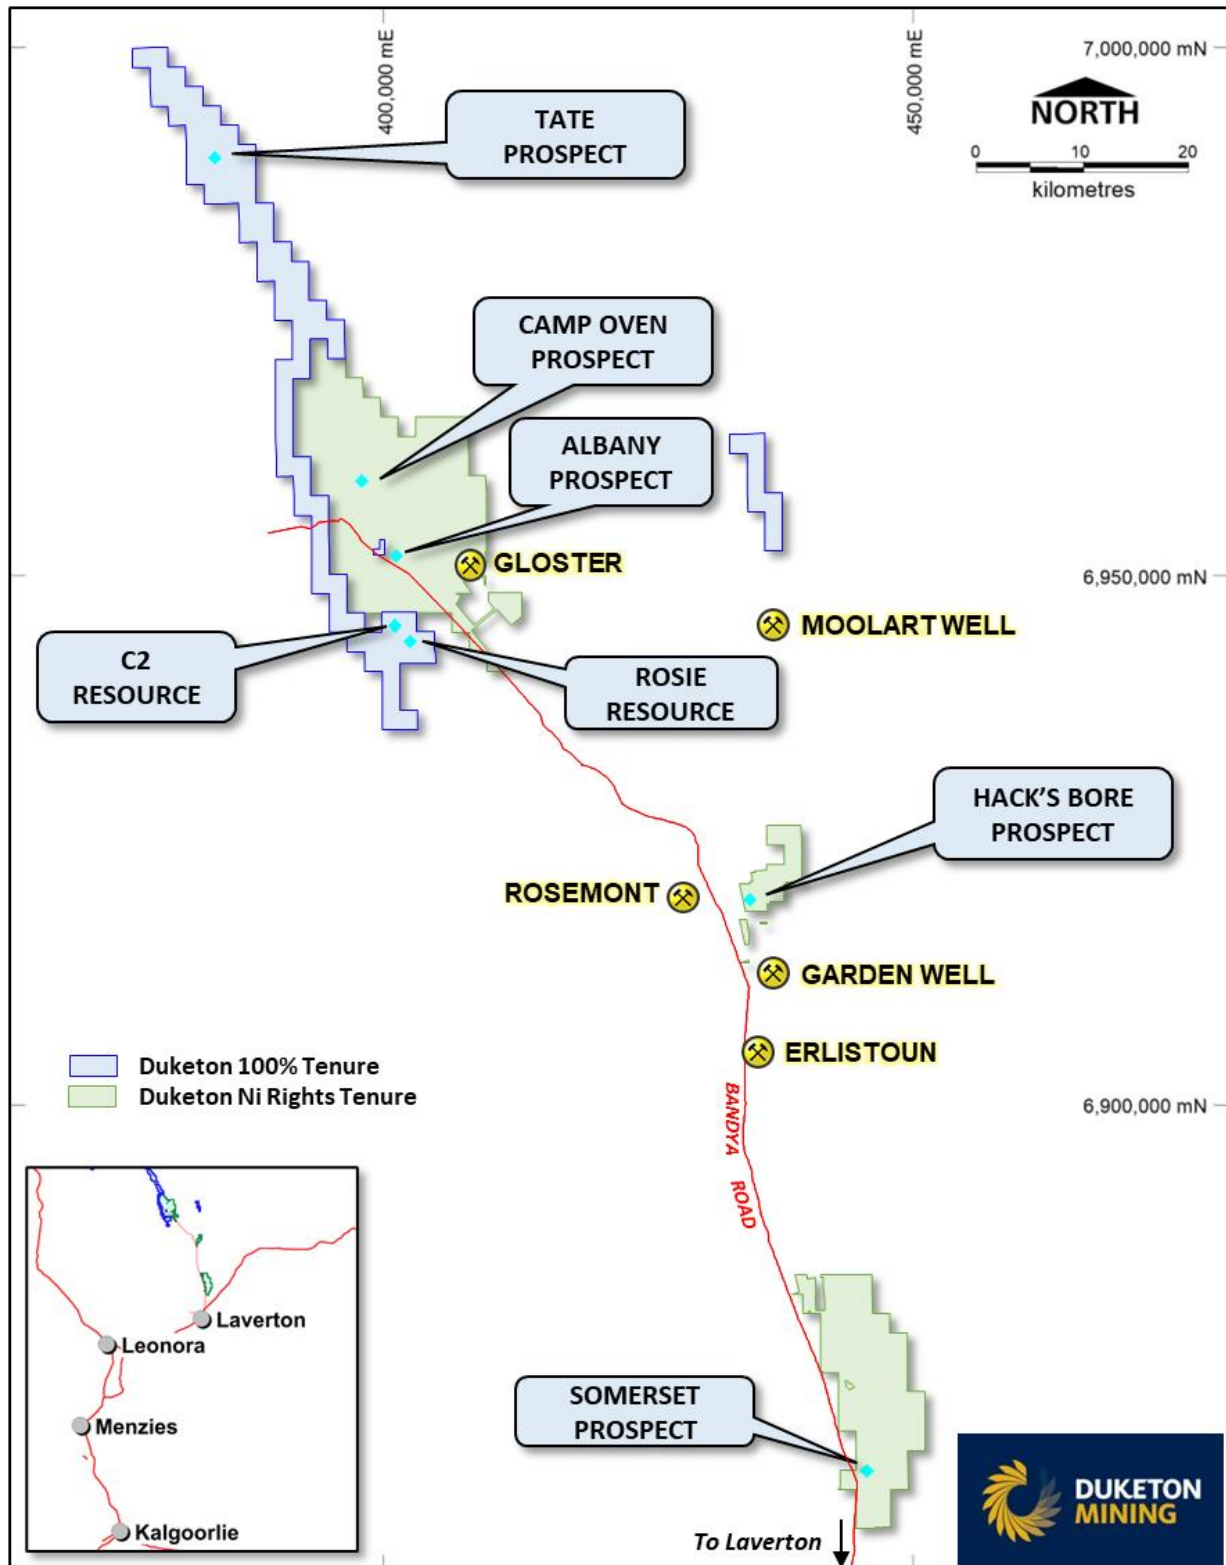 400,000 mE
450,000 mE
7,000,000 mN
NORTH
0 10 20
kilometres
TATE
PROSPECT
CAMP OVEN
PROSPECT
ALBANY
PROSPECT
GLOSTER
6,950,000 mN
MOOLART WELL
C2
RESOURCE
ROSIE
RESOURCE
HACK'S BORE
PROSPECT
ROSEMONT
GARDEN WELL
ERLISTOUN
Duketon 100% Tenure
Duketon Ni Rights Tenure
BANDYA
ROAD
6,900,000 mN
Laverton
Leonora
Menzies
Kalgoorlie
SOMERSET
PROSPECT
To Laverton
DUKETON
MINING